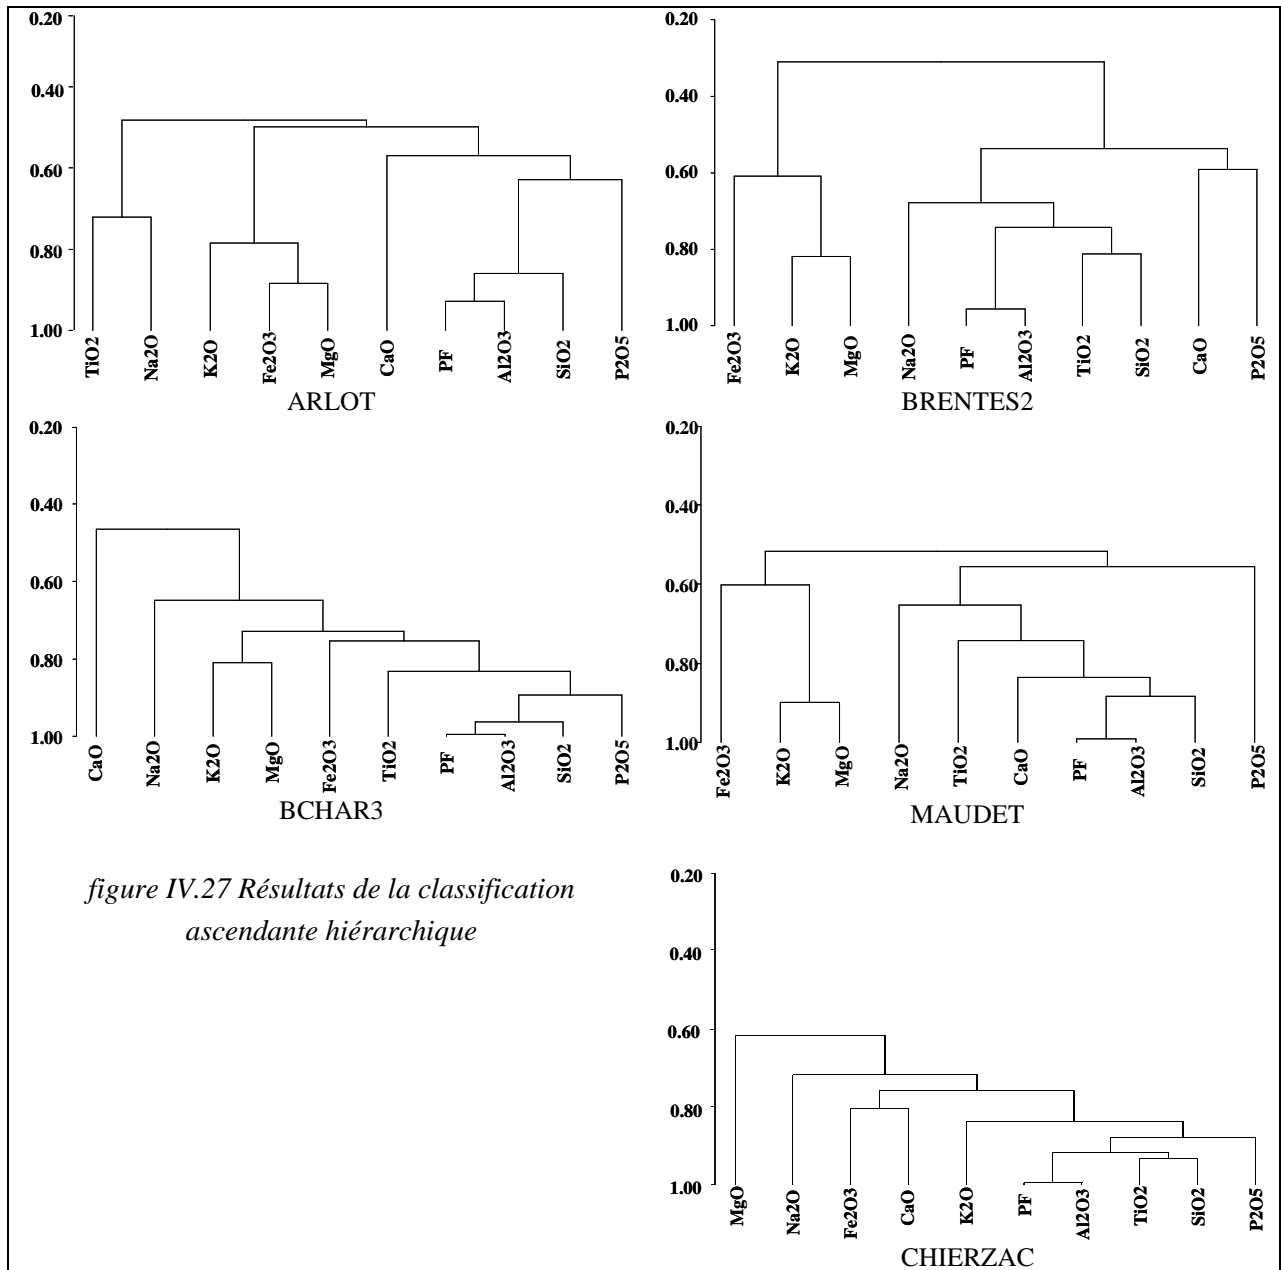 0.20
0.40
0.60
0.80
1.00
TiO2
Na2O
K2O
Fe2O3
MgO
CaO
PF
Al2O3
SiO2
P2O5
ARLOT
0.20
0.40
0.60
0.80
1.00
Fe2O3
K2O
MgO
Na2O
PF
Al2O3
TiO2
SiO2
CaO
P2O5
BRENTES2
0.20
0.40
0.60
0.80
1.00
CaO
Na2O
K2O
MgO
Fe2O3
TiO2
PF
Al2O3
SiO2
P2O5
BCHAR3
0.20
0.40
0.60
0.80
1.00
Fe2O3
K2O
MgO
Na2O
TiO2
CaO
PF
Al2O3
SiO2
P2O5
MAUDET
figure IV.27 Résultats de la classification
ascendante hiérarchique
0.20
0.40
0.60
0.80
1.00
MgO
Na2O
Fe2O3
CaO
K2O
PF
Al2O3
TiO2
SiO2
P2O5
CHIERZAC